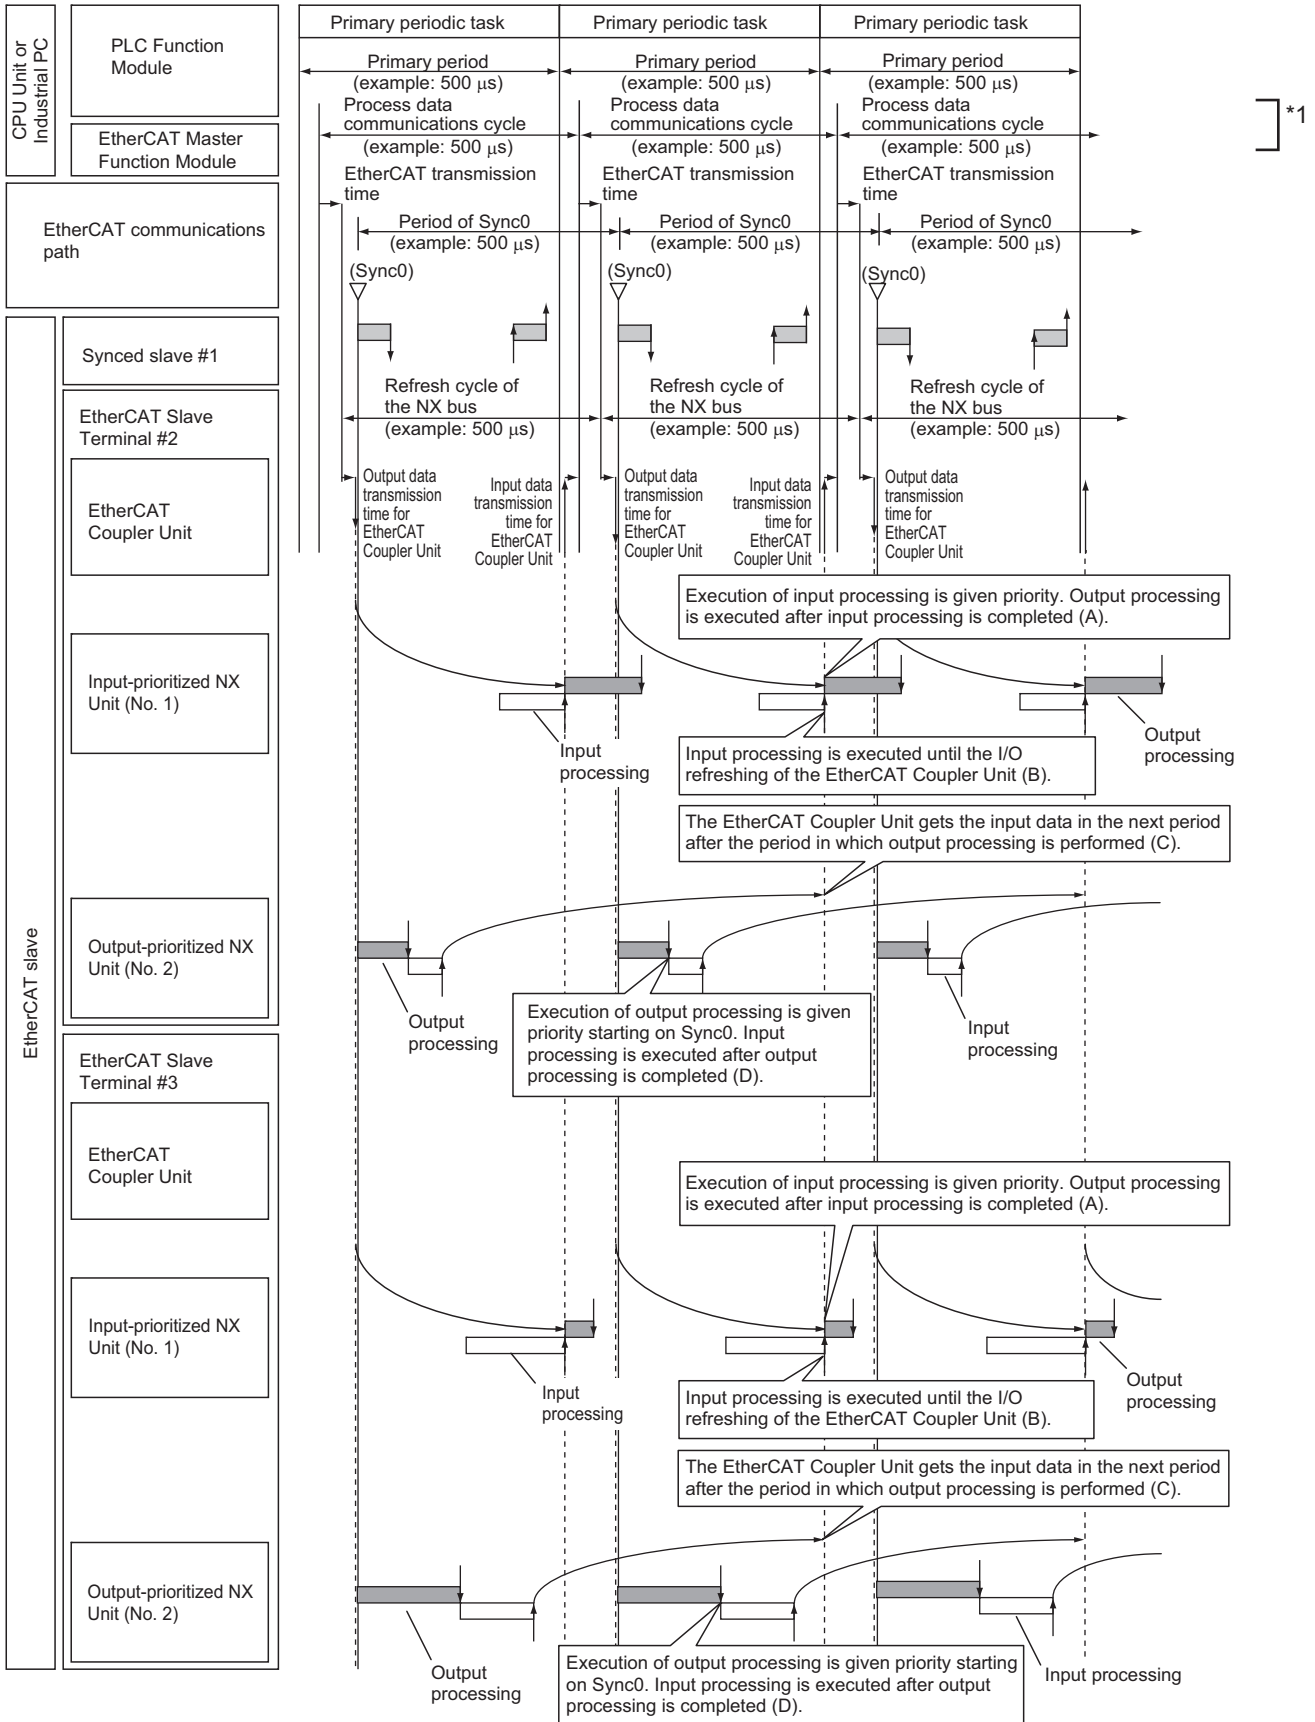 CPU Unit or
Industrial PC
PLC Function
Module
EtherCAT Master
Function Module
Primary periodic task
Primary periodic task
Primary periodic task
Primary period
(example: 500 μs)
Primary period
(example: 500 μs)
Primary period
(example: 500 μs)
Process data
communications cycle
(example: 500 μs)
Process data
communications cycle
(example: 500 μs)
Process data
communications cycle
(example: 500 μs)
*1
EtherCAT communications
path
EtherCAT transmission
time
EtherCAT transmission
time
EtherCAT transmission
time
Period of Sync0
(example: 500 μs)
Period of Sync0
(example: 500 μs)
Period of Sync0
(example: 500 μs)
(Sync0)
(Sync0)
(Sync0)
EtherCAT slave
Synced slave #1
EtherCAT Slave
Terminal #2
Refresh cycle of
the NX bus
(example: 500 μs)
Refresh cycle of
the NX bus
(example: 500 μs)
Refresh cycle of
the NX bus
(example: 500 μs)
EtherCAT
Coupler Unit
Output data
transmission
time for
EtherCAT
Coupler Unit
Input data
transmission
time for
EtherCAT
Coupler Unit
Output data
transmission
time for
EtherCAT
Coupler Unit
Input data
transmission
time for
EtherCAT
Coupler Unit
Output data
transmission
time for
EtherCAT
Coupler Unit
Execution of input processing is given priority. Output processing
is executed after input processing is completed (A).
Input-prioritized NX
Unit (No. 1)
Input
processing
Output
processing
Input processing is executed until the I/O
refreshing of the EtherCAT Coupler Unit (B).
The EtherCAT Coupler Unit gets the input data in the next period
after the period in which output processing is performed (C).
Output-prioritized NX
Unit (No. 2)
Output
processing
Execution of output processing is given
priority starting on Sync0. Input
processing is executed after output
processing is completed (D).
Input
processing
EtherCAT Slave
Terminal #3
EtherCAT
Coupler Unit
Execution of input processing is given priority. Output processing
is executed after input processing is completed (A).
Input-prioritized NX
Unit (No. 1)
Input
processing
Output
processing
Input processing is executed until the I/O
refreshing of the EtherCAT Coupler Unit (B).
The EtherCAT Coupler Unit gets the input data in the next period
after the period in which output processing is performed (C).
Output-prioritized NX
Unit (No. 2)
Output
processing
Execution of output processing is given priority starting
on Sync0. Input processing is executed after output
processing is completed (D).
Input processing